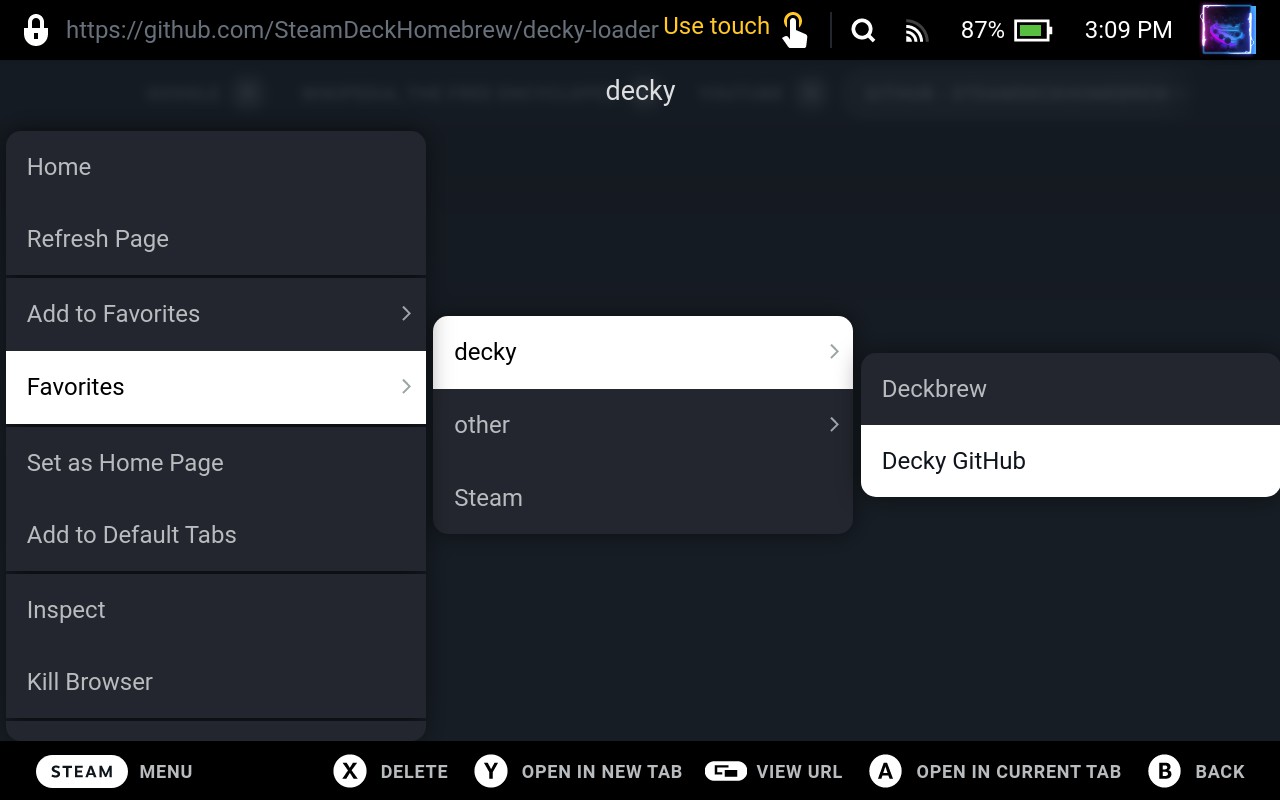 https://github.com/SteamDeckHomebrew/decky-loader Use touch 87% 3:09 PM
decky
Home
Refresh Page
Add to Favorites
Favorites
Set as Home Page
Add to Default Tabs
Inspect
Kill Browser
decky
other
Steam
Deckbrew
Decky GitHub
STEAM MENU X DELETE Y OPEN IN NEW TAB VIEW URL A OPEN IN CURRENT TAB B BACK